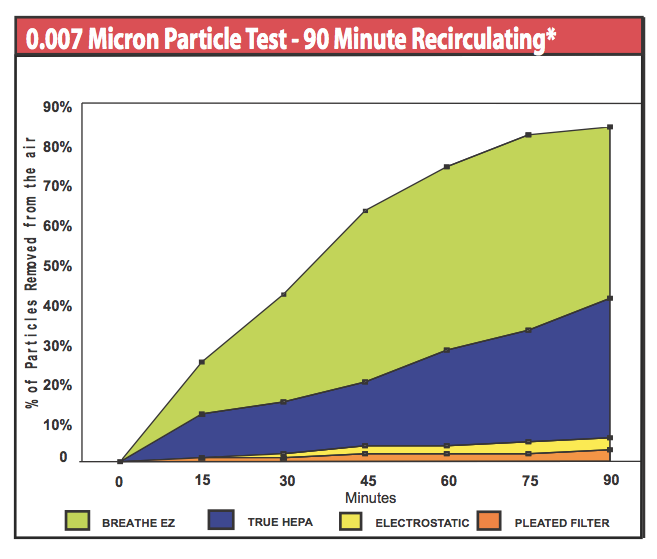 0.007 Micron Particle Test - 90 Minute Recirculating*
90%
80%
70%
60%
50%
40%
30%
20%
10%
0
% of Particles Removed from the air
0 15 30 45 60 75 90
Minutes
BREATHE EZ TRUE HEPA ELECTROSTATIC PLEATED FILTER